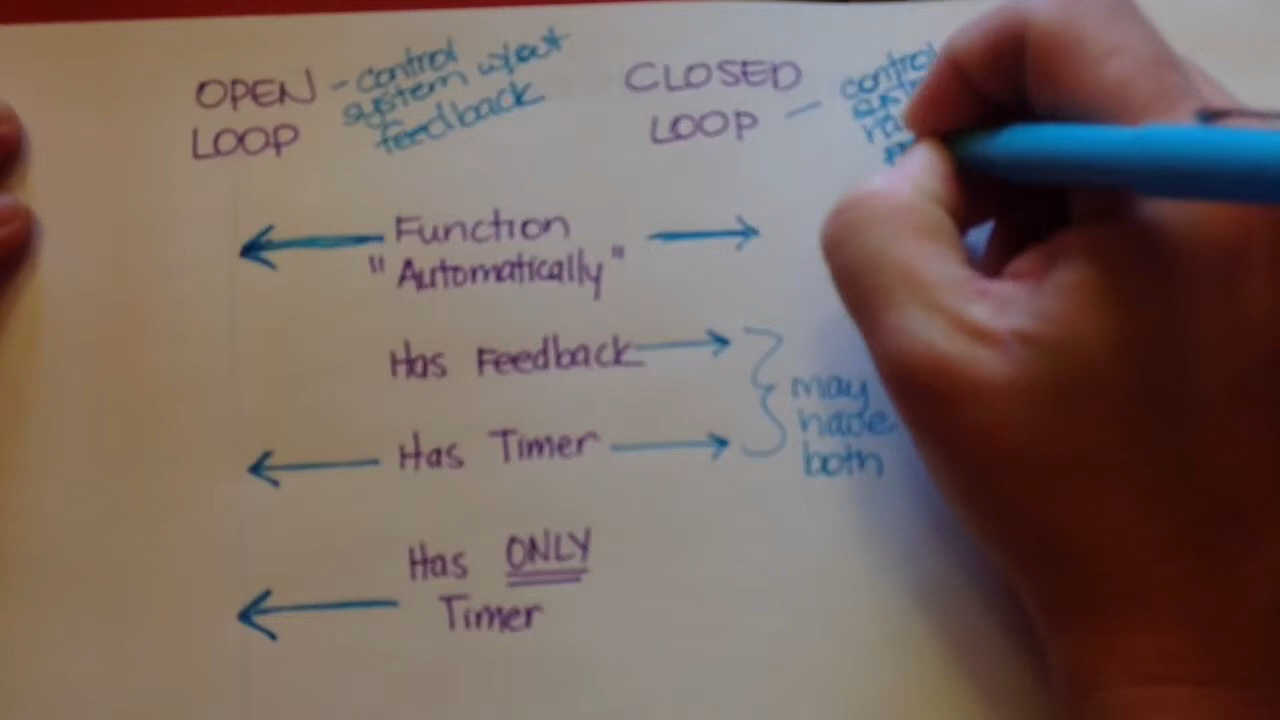 OPEN
LOOP
- control
system w/out
feedback
CLOSED
LOOP -
control
Function
"Automatically"
Has Feedback
Has Timer
may
have
both
Has ONLY
Timer